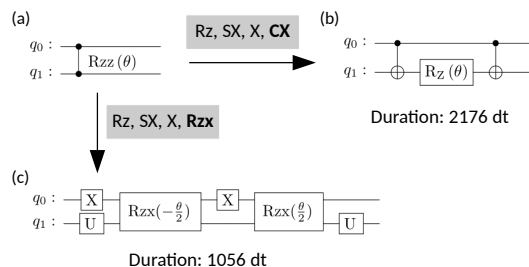 (a)
q₀ :
q₁ :
Rzz (θ)
Rz, SX, X, CX
(b)
q₀ :
q₁ :
R_Z (θ)
Duration: 2176 dt
Rz, SX, X, Rzx
(c)
q₀ : X Rzx(−θ/2) X Rzx(θ/2)
q₁ : U U
Duration: 1056 dt